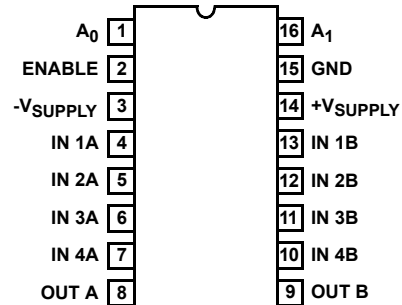 A0 1 16 A1
ENABLE 2 15 GND
-VSUPPLY 3 14 +VSUPPLY
IN 1A 4 13 IN 1B
IN 2A 5 12 IN 2B
IN 3A 6 11 IN 3B
IN 4A 7 10 IN 4B
OUT A 8 9 OUT B